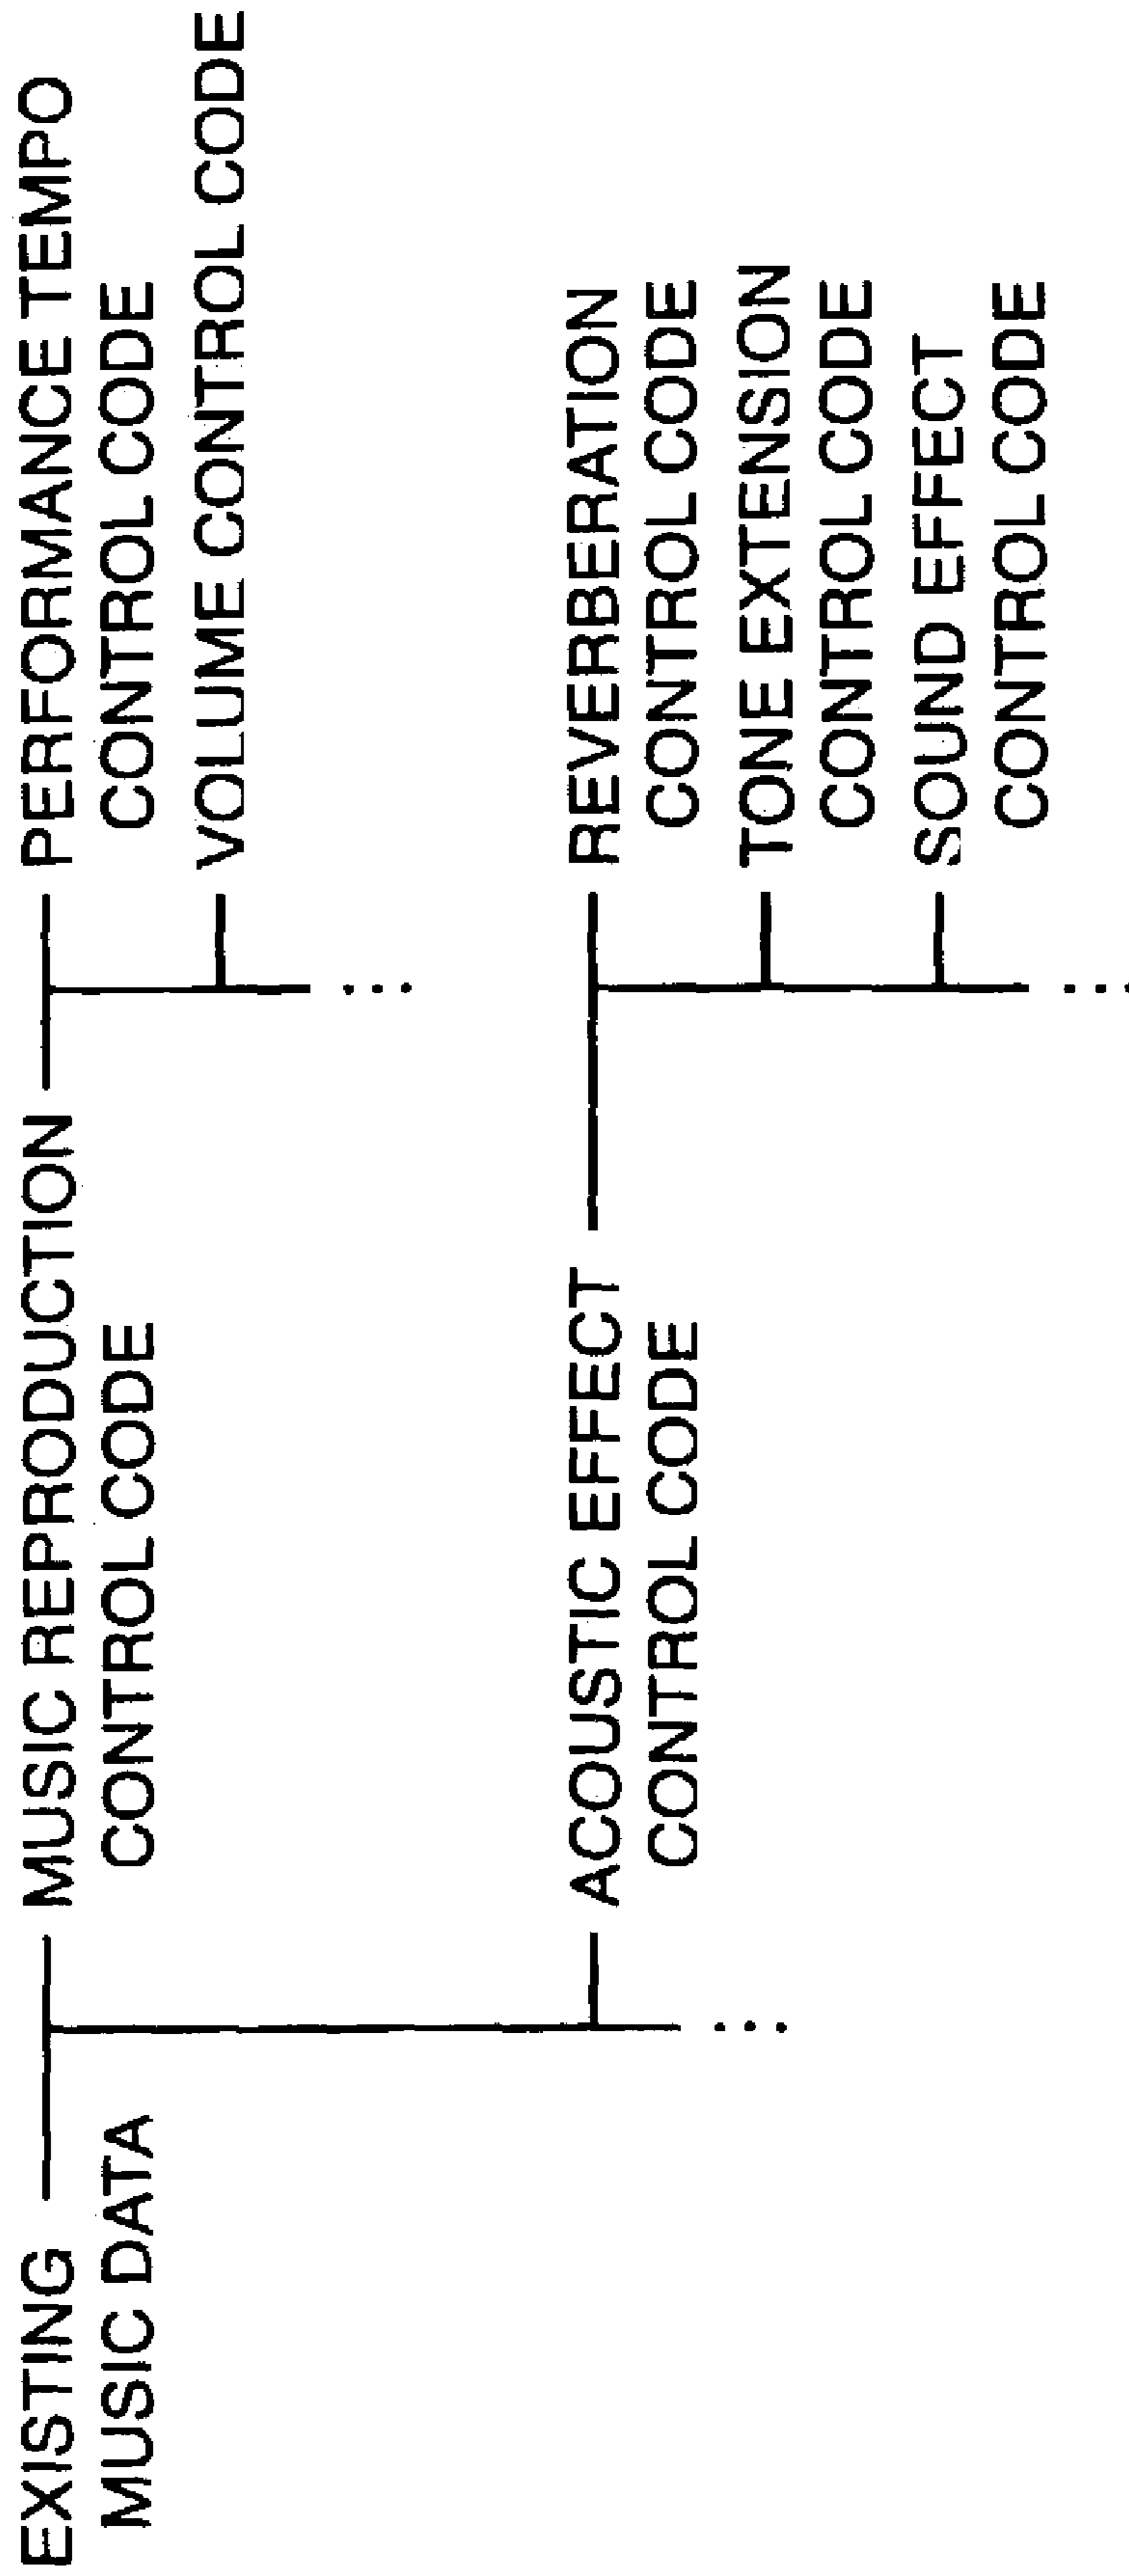 EXISTING
MUSIC DATA
MUSIC REPRODUCTION
CONTROL CODE
PERFORMANCE TEMPO
CONTROL CODE
VOLUME CONTROL CODE
...
ACOUSTIC EFFECT
CONTROL CODE
REVERBERATION
CONTROL CODE
TONE EXTENSION
CONTROL CODE
SOUND EFFECT
CONTROL CODE
...
...